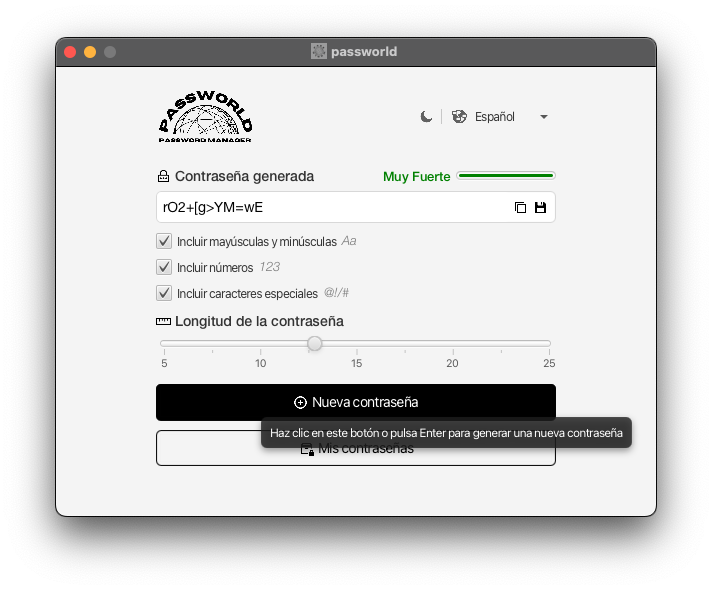 passworld
PASSWORLD
PASSWORD MANAGER
Español
Contraseña generada
Muy Fuerte
rO2+[g>YM=wE
Incluir mayúsculas y minúsculas Aa
Incluir números 123
Incluir caracteres especiales @!/#
Longitud de la contraseña
5 10 15 20 25
Nueva contraseña
Haz clic en este botón o pulsa Enter para generar una nueva contraseña
Mis contraseñas